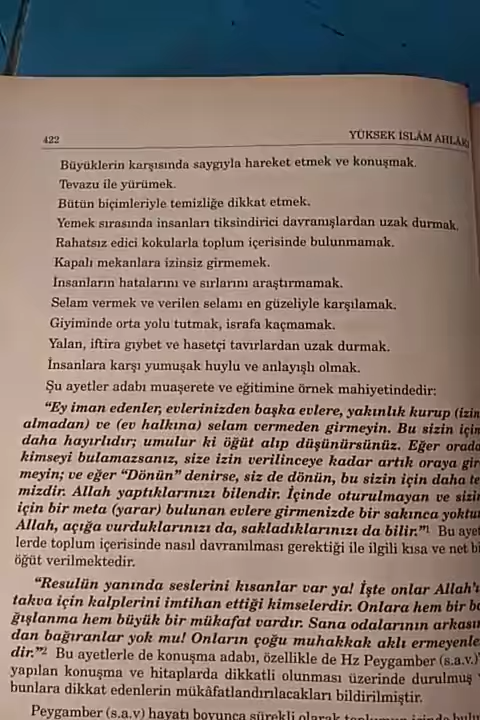 422
YÜKSEK İSLÂM AHLÂKI
Büyüklerin karşısında saygıyla hareket etmek ve konuşmak.
Tevazu ile yürümek.
Bütün biçimleriyle temizliğe dikkat etmek.
Yemek sırasında insanları tiksindirici davranışlardan uzak durmak.
Rahatsız edici kokularla toplum içerisinde bulunmamak.
Kapalı mekanlara izinsiz girmemek.
İnsanların hatalarını ve sırlarını araştırmamak.
Selam vermek ve verilen selamı en güzeliyle karşılamak.
Giyiminde orta yolu tutmak, israfa kaçmamak.
Yalan, iftira gıybet ve hasetçi tavırlardan uzak durmak.
İnsanlara karşı yumuşak huylu ve anlayışlı olmak.
Şu ayetler adabı muaşerete ve eğitimine örnek mahiyetindedir:
“Ey iman edenler, evlerinizden başka evlere, yakınlık kurup (izin
almadan) ve (ev halkına) selam vermeden girmeyin. Bu sizin için
daha hayırlıdır; umulur ki öğüt alıp düşünürsünüz. Eğer orada
kimseyi bulamazsanız, size izin verilinceye kadar artık oraya gir
meyin; ve eğer “Dönün” denirse, siz de dönün, bu sizin için daha te
mizdir. Allah yaptıklarınızı bilendir. İçinde oturulmayan ve sizin
için bir meta (yarar) bulunan evlere girmenizde bir sakınca yoktur
Allah, açığa vurduklarınızı da, sakladıklarınızı da bilir.”1 Bu ayet
lerde toplum içerisinde nasıl davranılması gerektiği ile ilgili kısa ve net bi
öğüt verilmektedir.
“Resulün yanında seslerini kısanlar var ya! İşte onlar Allah'ı
takva için kalplerini imtihan ettiği kimselerdir. Onlara hem bir ba
ğışlanma hem büyük bir mükafat vardır. Sana odalarının arkasın
dan bağıranlar yok mu! Onların çoğu muhakkak aklı ermeyenle
dir.”2 Bu ayetlerle de konuşma adabı, özellikle de Hz Peygamber (s.a.v.)'
yapılan konuşma ve hitaplarda dikkatli olunması üzerinde durulmuş
bunlara dikkat edenlerin mükâfatlandırılacakları bildirilmiştir.
Peygamber (s.a.v) hayatı boyunca sürekli olarak